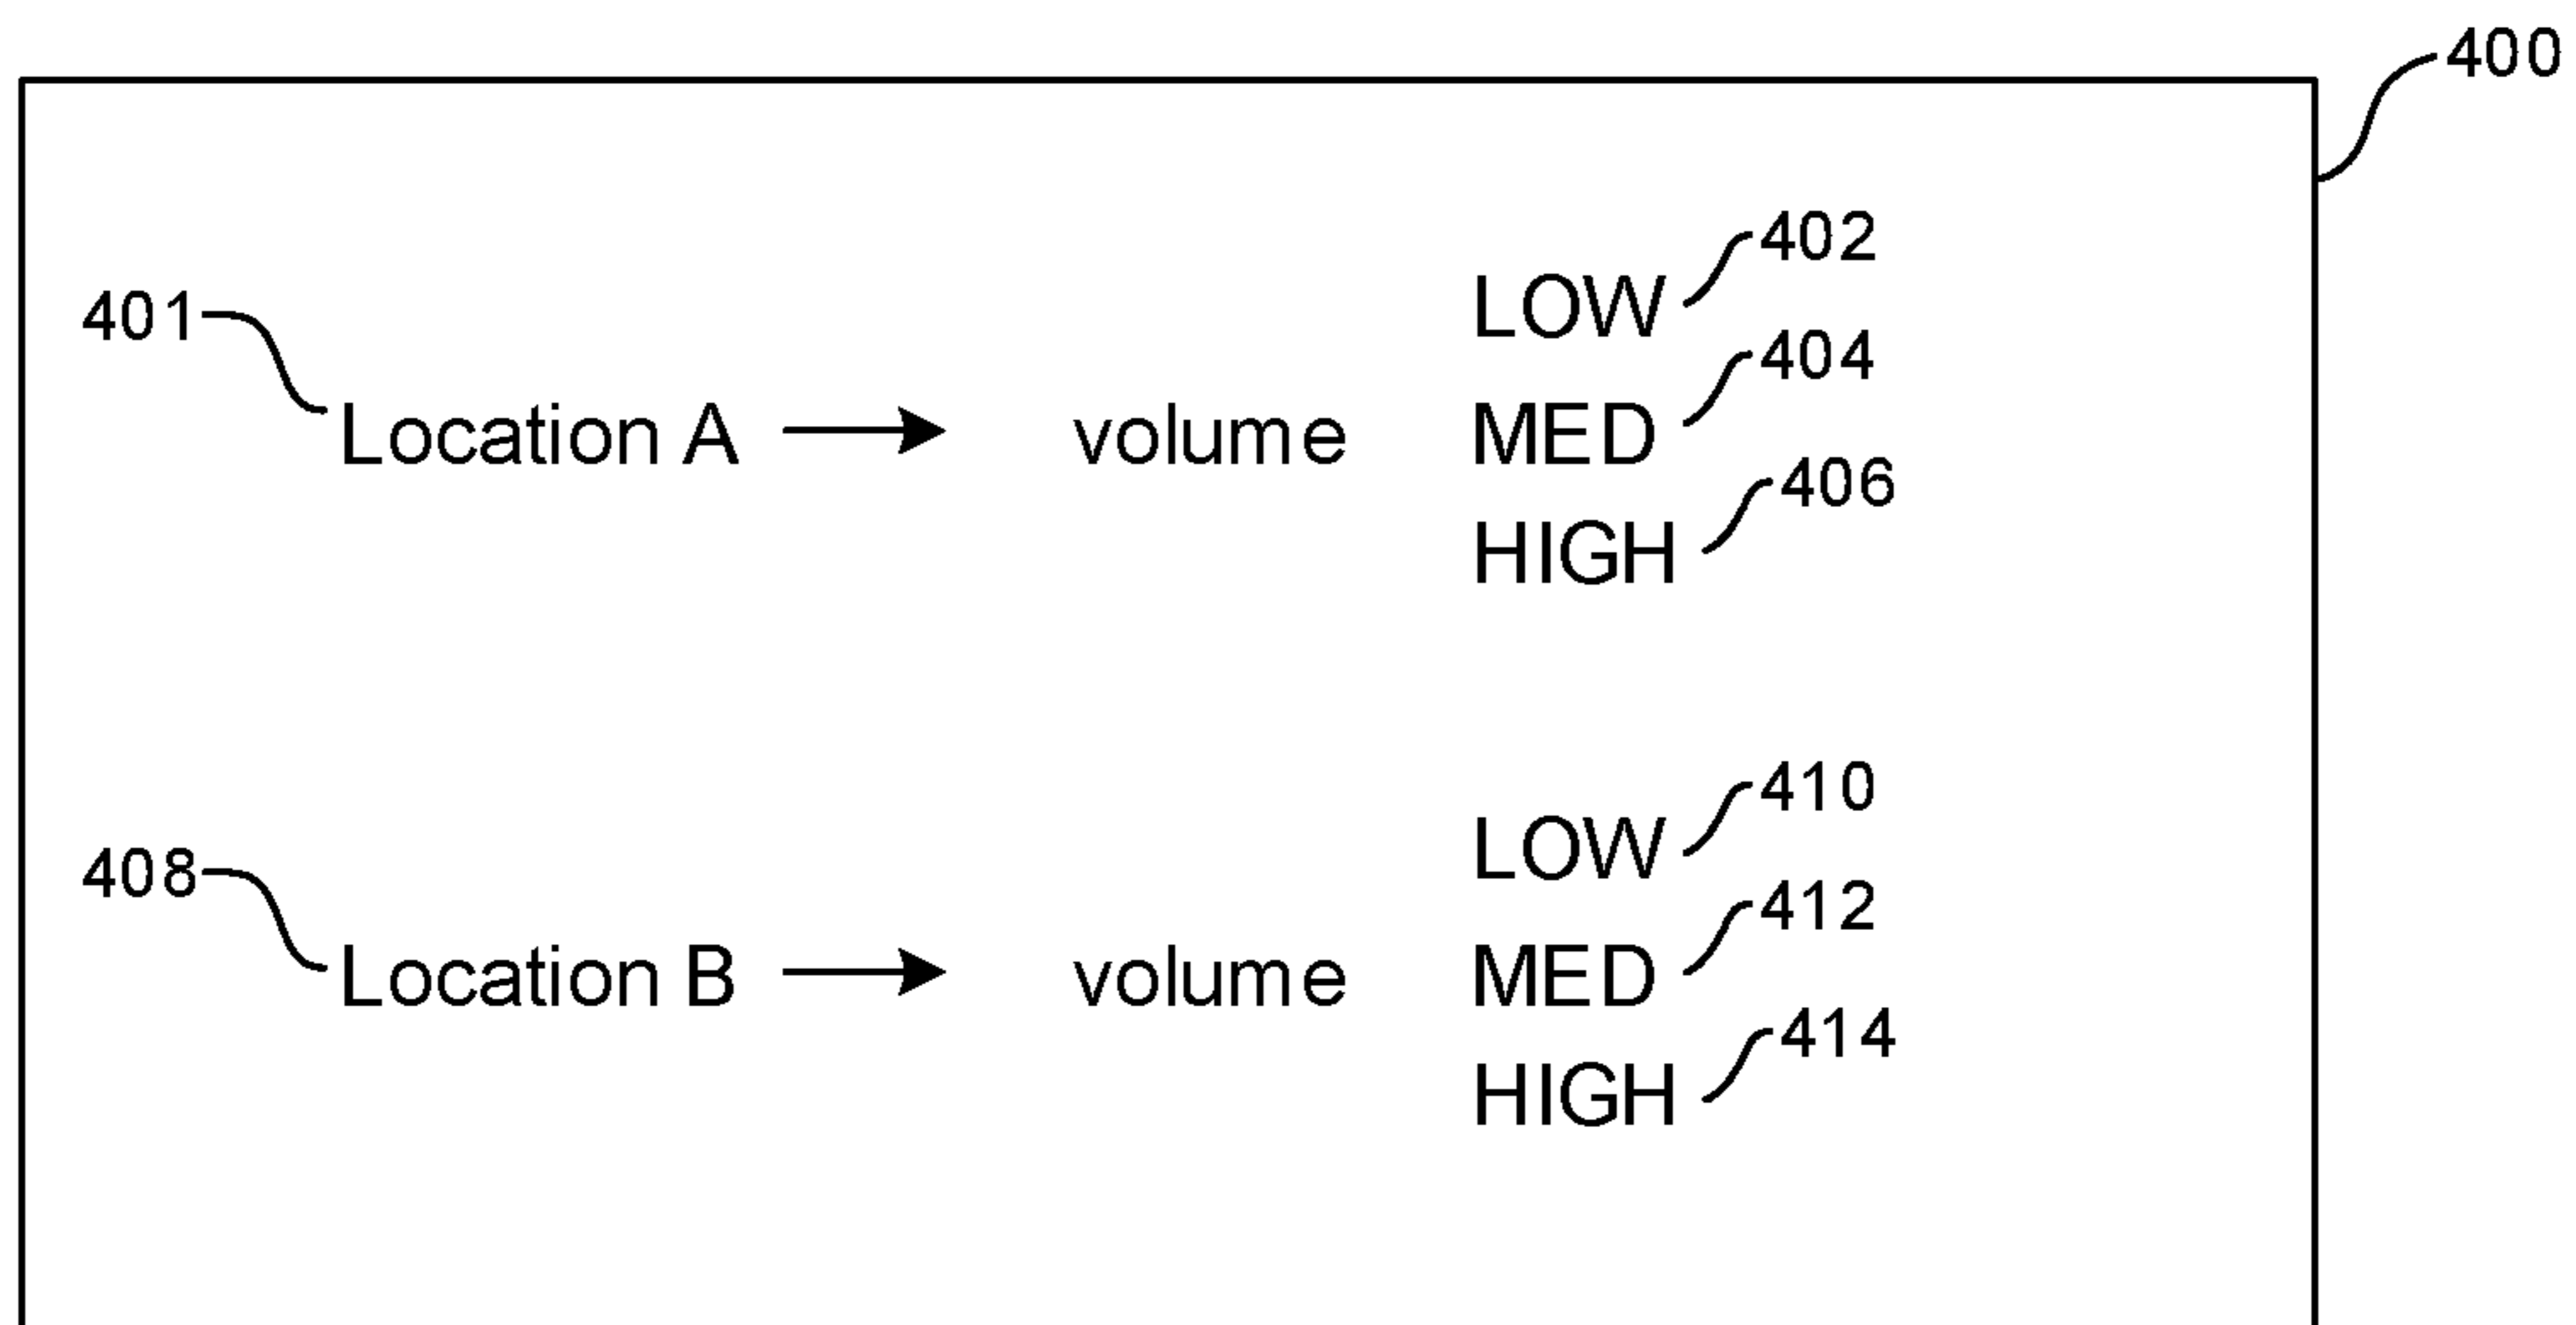 400
402
LOW
401
404
Location A volume MED
406
HIGH
410
LOW
408
412
Location B volume MED
414
HIGH